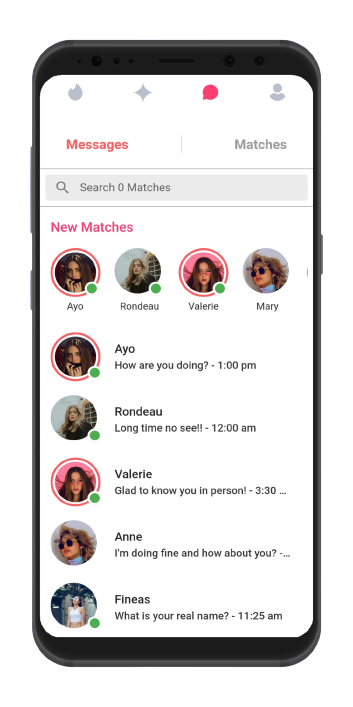 Messages
Matches
Search 0 Matches
New Matches
Ayo
Rondeau
Valerie
Mary
Ayo
How are you doing? - 1:00 pm
Rondeau
Long time no see!! - 12:00 am
Valerie
Glad to know you in person! - 3:30 ...
Anne
I'm doing fine and how about you? -...
Fineas
What is your real name? - 11:25 am